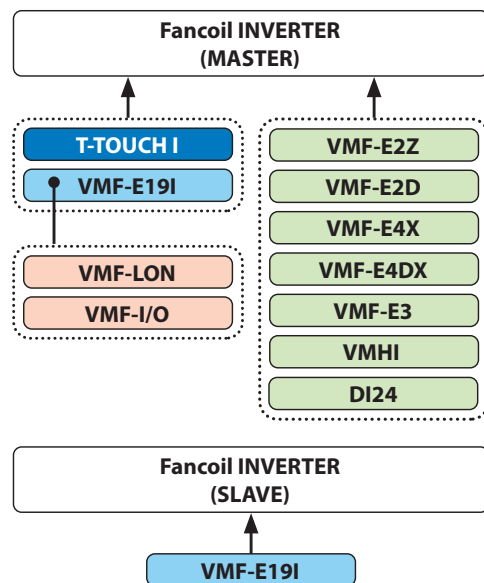 Fancoil INVERTER
(MASTER)
T-TOUCH I
VMF-E19I
VMF-LON
VMF-I/O
VMF-E2Z
VMF-E2D
VMF-E4X
VMF-E4DX
VMF-E3
VMHI
DI24
Fancoil INVERTER
(SLAVE)
VMF-E19I